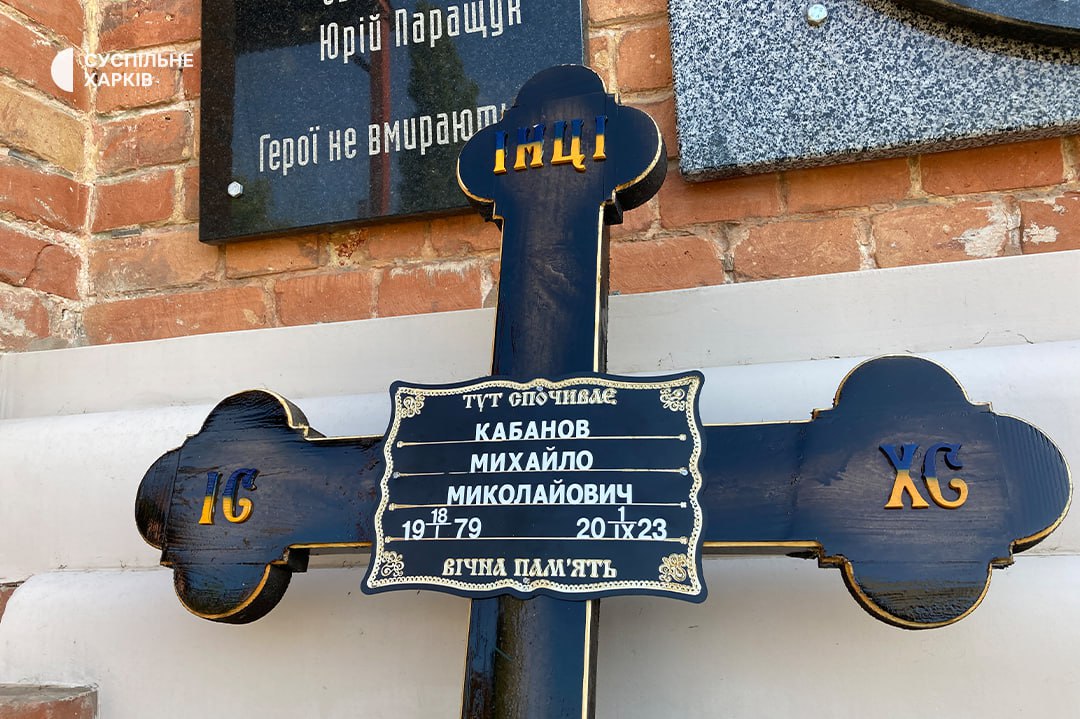 СУСПІЛЬНЕ
ХАРКІВ
Юрій Паращук
Герої не вмирають
ІНЦІ
ІС
ХС
ТУТ СПОЧИВАЄ
КАБАНОВ
МИХАЙЛО
МИКОЛАЙОВИЧ
19 18/I 79 20 1/IX 23
ВІЧНА ПАМ'ЯТЬ